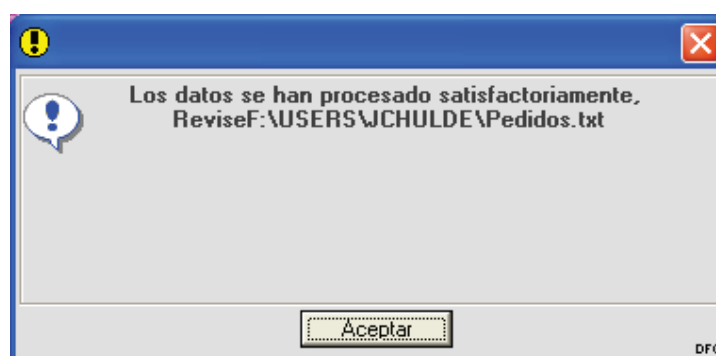 Los datos se han procesado satisfactoriamente,
ReviseF:\USERS\JCHULDE\Pedidos.txt
Aceptar